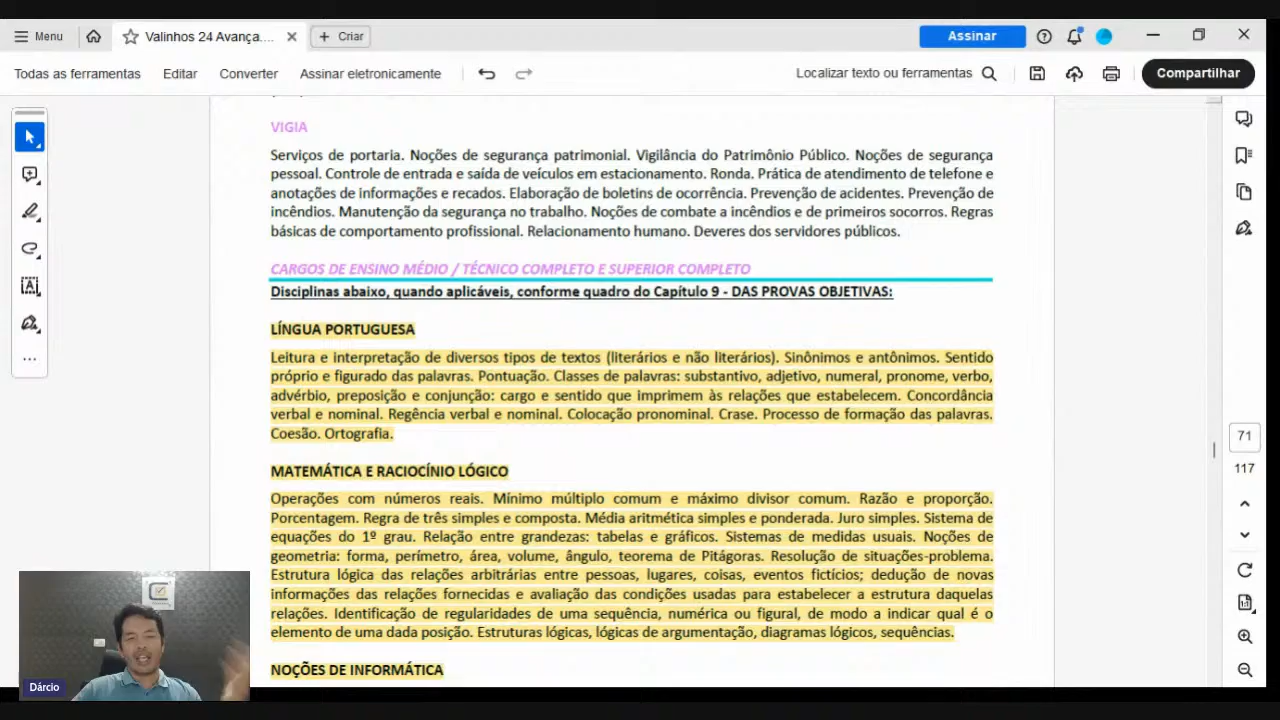 Menu
Valinhos 24 Avança....
Criar
Assinar
Todas as ferramentas
Editar
Converter
Assinar eletronicamente
Localizar texto ou ferramentas
Compartilhar
VIGIA
Serviços de portaria. Noções de segurança patrimonial. Vigilância do Patrimônio Público. Noções de segurança
pessoal. Controle de entrada e saída de veículos em estacionamento. Ronda. Prática de atendimento de telefone e
anotações de informações e recados. Elaboração de boletins de ocorrência. Prevenção de acidentes. Prevenção de
incêndios. Manutenção da segurança no trabalho. Noções de combate a incêndios e de primeiros socorros. Regras
básicas de comportamento profissional. Relacionamento humano. Deveres dos servidores públicos.
CARGOS DE ENSINO MÉDIO / TÉCNICO COMPLETO E SUPERIOR COMPLETO
Disciplinas abaixo, quando aplicáveis, conforme quadro do Capítulo 9 - DAS PROVAS OBJETIVAS:
LÍNGUA PORTUGUESA
Leitura e interpretação de diversos tipos de textos (literários e não literários). Sinônimos e antônimos. Sentido
próprio e figurado das palavras. Pontuação. Classes de palavras: substantivo, adjetivo, numeral, pronome, verbo,
advérbio, preposição e conjunção: cargo e sentido que imprimem às relações que estabelecem. Concordância
verbal e nominal. Regência verbal e nominal. Colocação pronominal. Crase. Processo de formação das palavras.
Coesão. Ortografia.
MATEMÁTICA E RACIOCÍNIO LÓGICO
Operações com números reais. Mínimo múltiplo comum e máximo divisor comum. Razão e proporção.
Porcentagem. Regra de três simples e composta. Média aritmética simples e ponderada. Juro simples. Sistema de
equações do 1º grau. Relação entre grandezas: tabelas e gráficos. Sistemas de medidas usuais. Noções de
geometria: forma, perímetro, área, volume, ângulo, teorema de Pitágoras. Resolução de situações-problema.
Estrutura lógica das relações arbitrárias entre pessoas, lugares, coisas, eventos fictícios; dedução de novas
informações das relações fornecidas e avaliação das condições usadas para estabelecer a estrutura daquelas
relações. Identificação de regularidades de uma sequência, numérica ou figural, de modo a indicar qual é o
elemento de uma dada posição. Estruturas lógicas, lógicas de argumentação, diagramas lógicos, sequências.
NOÇÕES DE INFORMÁTICA
71
117
Dárcio